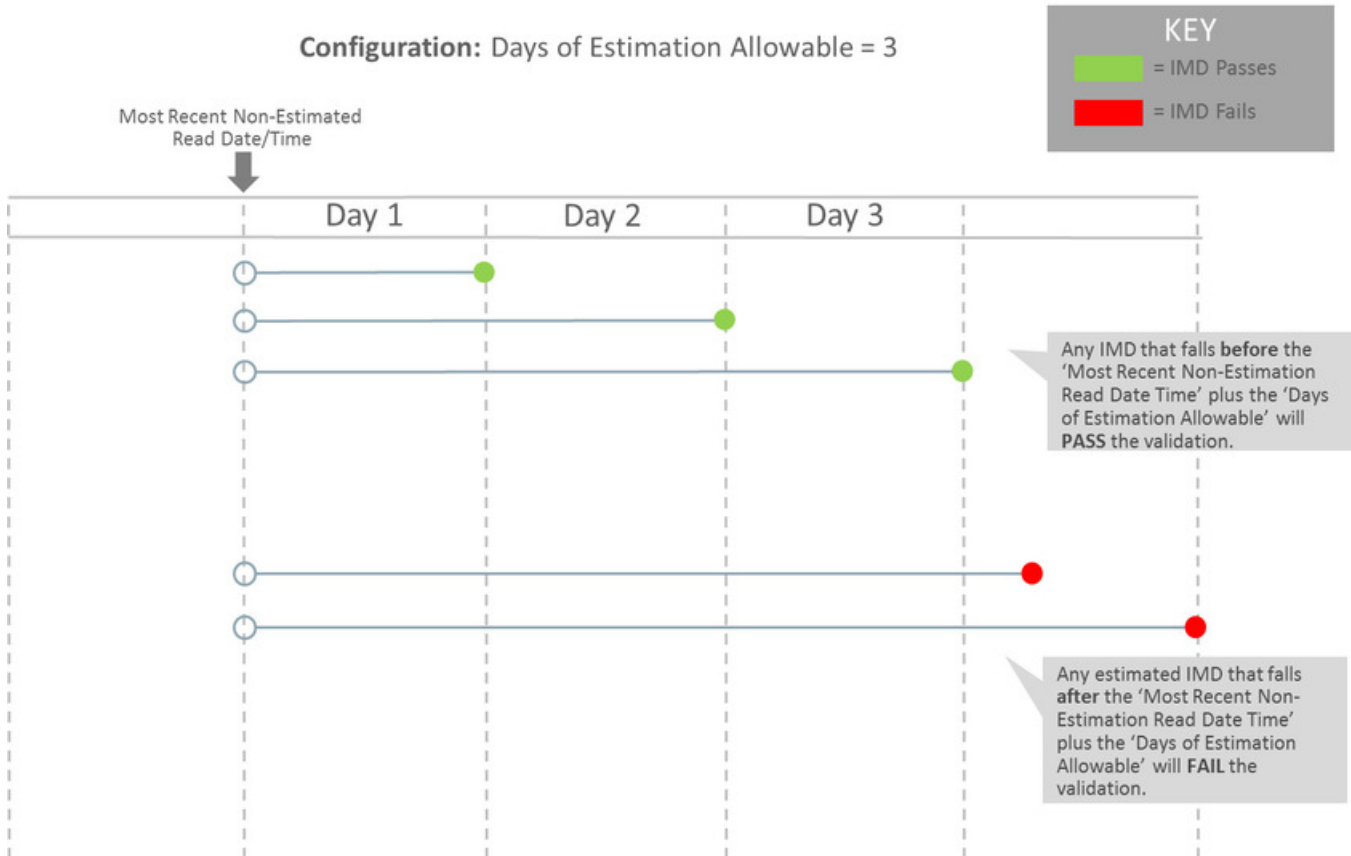 Configuration: Days of Estimation Allowable = 3
KEY
= IMD Passes
= IMD Fails
Most Recent Non-Estimated
Read Date/Time
Day 1 Day 2 Day 3
Any IMD that falls before the
‘Most Recent Non-Estimation
Read Date Time’ plus the ‘Days
of Estimation Allowable’ will
PASS the validation.
Any estimated IMD that falls
after the ‘Most Recent Non-
Estimation Read Date Time’
plus the ‘Days of Estimation
Allowable’ will FAIL the
validation.